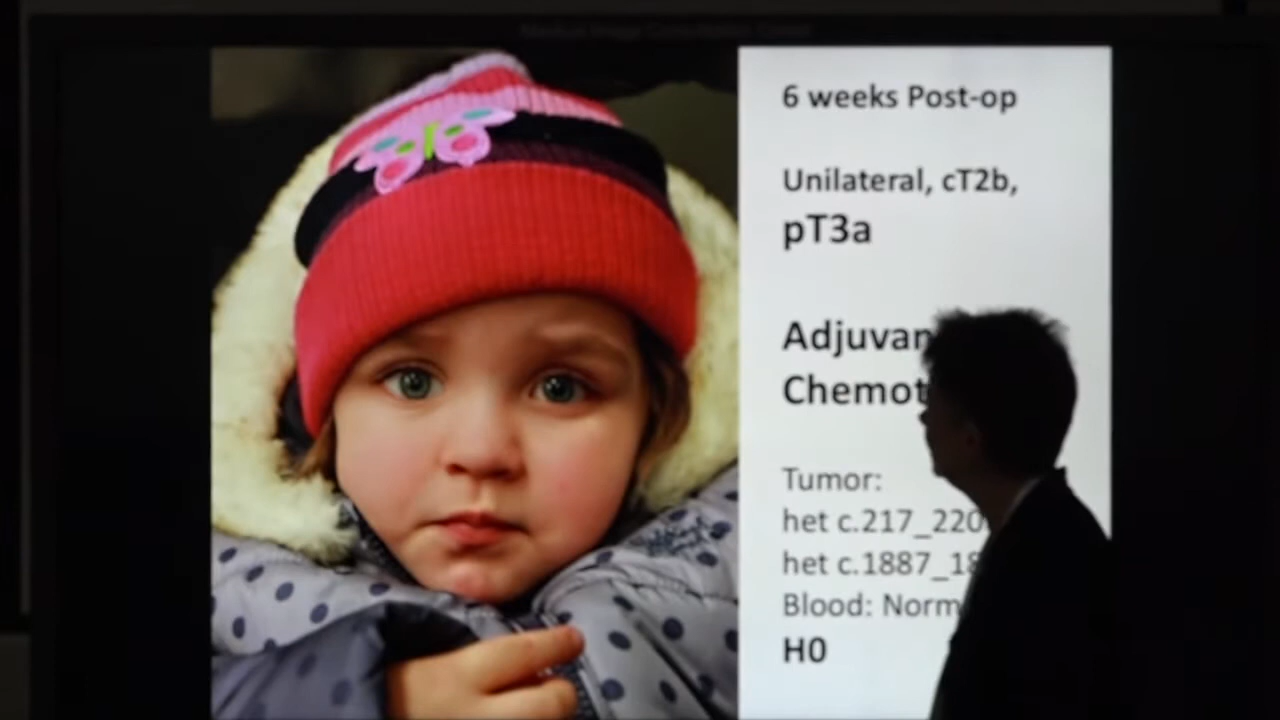 6 weeks Post-op
Unilateral, cT2b,
pT3a
Adjuvan
Chemot
Tumor:
het c.217_220
het c.1887_18
Blood: Norm
H0